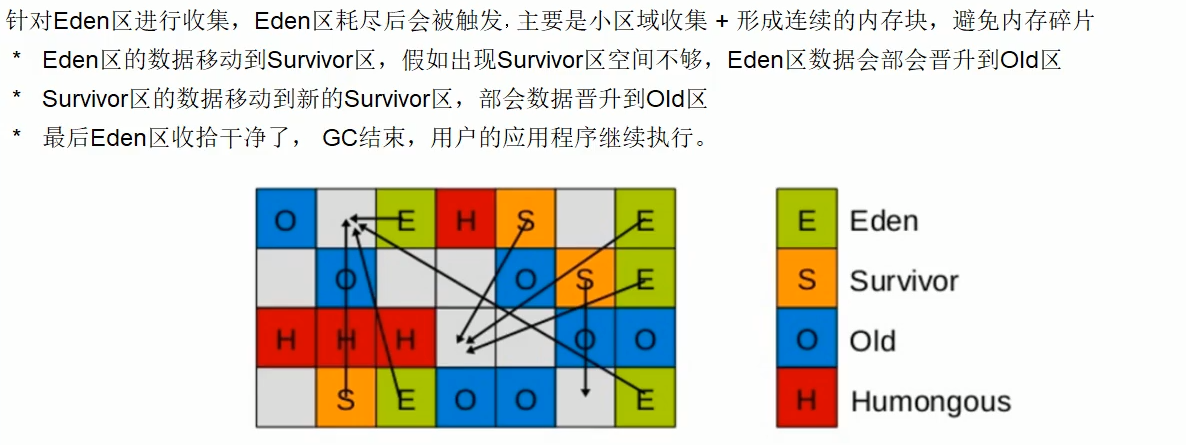 针对Eden区进行收集，Eden区耗尽后会被触发，主要是小区域收集 + 形成连续的内存块，避免内存碎片
* Eden区的数据移动到Survivor区，假如出现Survivor区空间不够，Eden区数据会部会晋升到Old区
* Survivor区的数据移动到新的Survivor区，部会数据晋升到Old区
* 最后Eden区收拾干净了， GC结束，用户的应用程序继续执行。
O E H S E E Eden
O O S E S Survivor
H H H O O O Old
S E O O E H Humongous